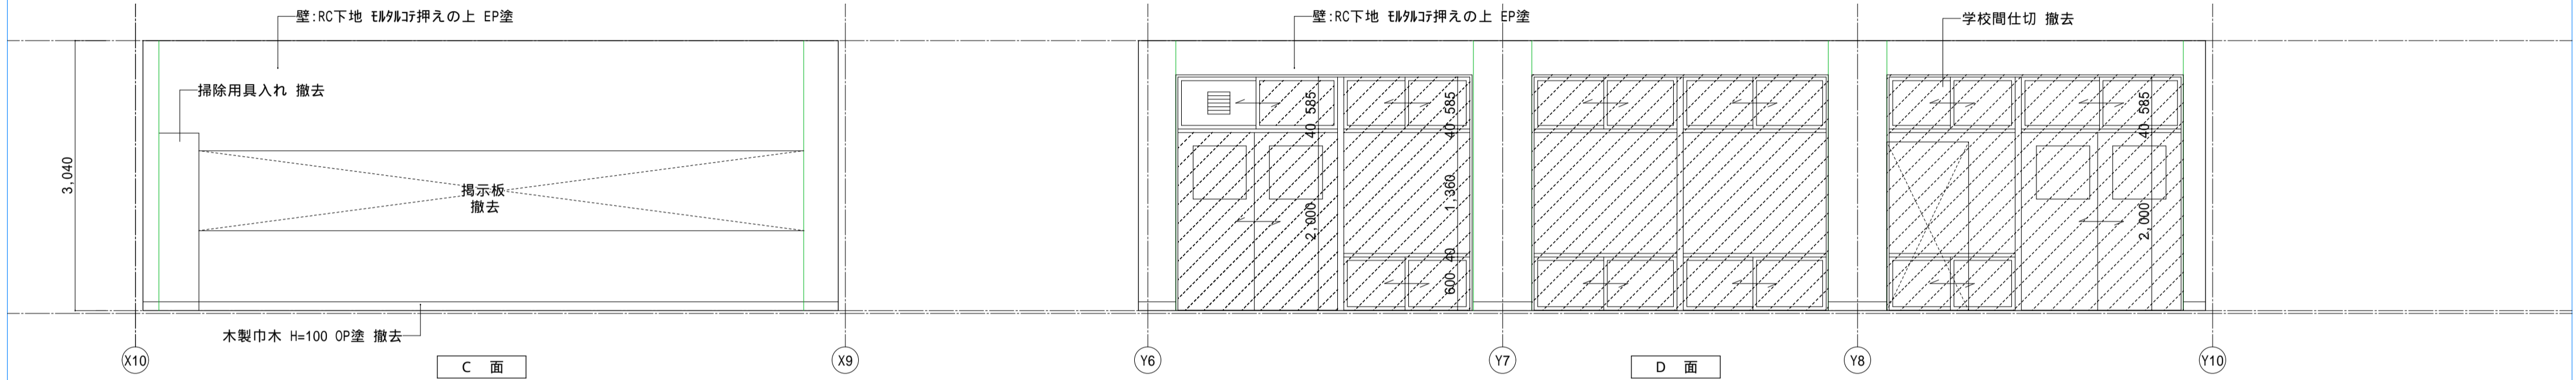 壁:RC下地 ﾓﾙﾀﾙｺﾃ押えの上 EP塗
壁:RC下地 ﾓﾙﾀﾙｺﾃ押えの上 EP塗
学校間仕切 撤去
掃除用具入れ 撤去
3,040
掲示板
撤去
585
40
2,000
585
40
1,360
40
600
585
40
2,000
木製巾木 H=100 OP塗 撤去
X10
C 面
X9
Y6
Y7
D 面
Y8
Y10